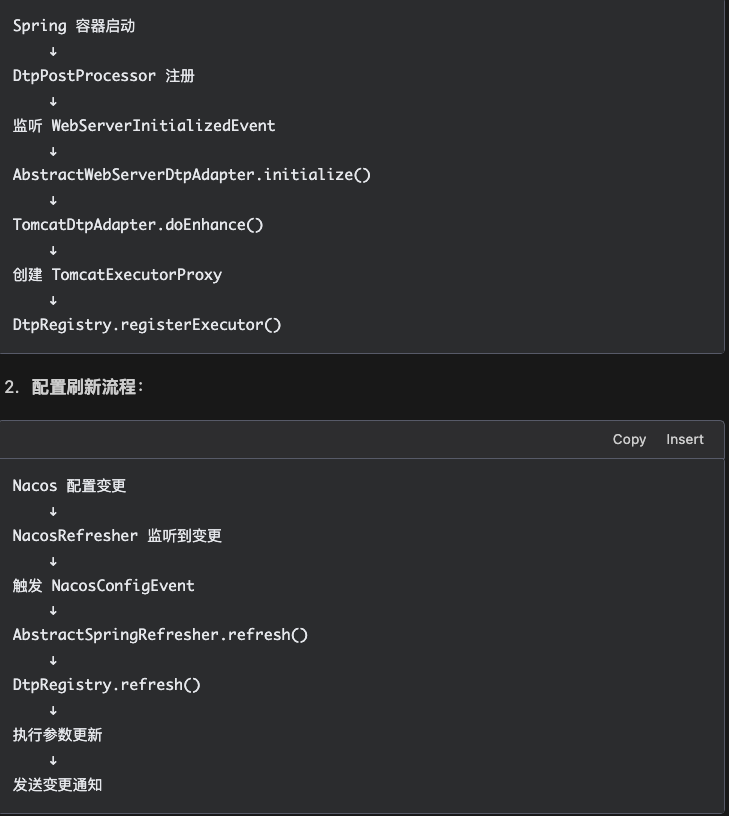 Spring 容器启动
↓
DtpPostProcessor 注册
↓
监听 WebServerInitializedEvent
↓
AbstractWebServerDtpAdapter.initialize()
↓
TomcatDtpAdapter.doEnhance()
↓
创建 TomcatExecutorProxy
↓
DtpRegistry.registerExecutor()
2. 配置刷新流程：
Copy Insert
Nacos 配置变更
↓
NacosRefresher 监听到变更
↓
触发 NacosConfigEvent
↓
AbstractSpringRefresher.refresh()
↓
DtpRegistry.refresh()
↓
执行参数更新
↓
发送变更通知